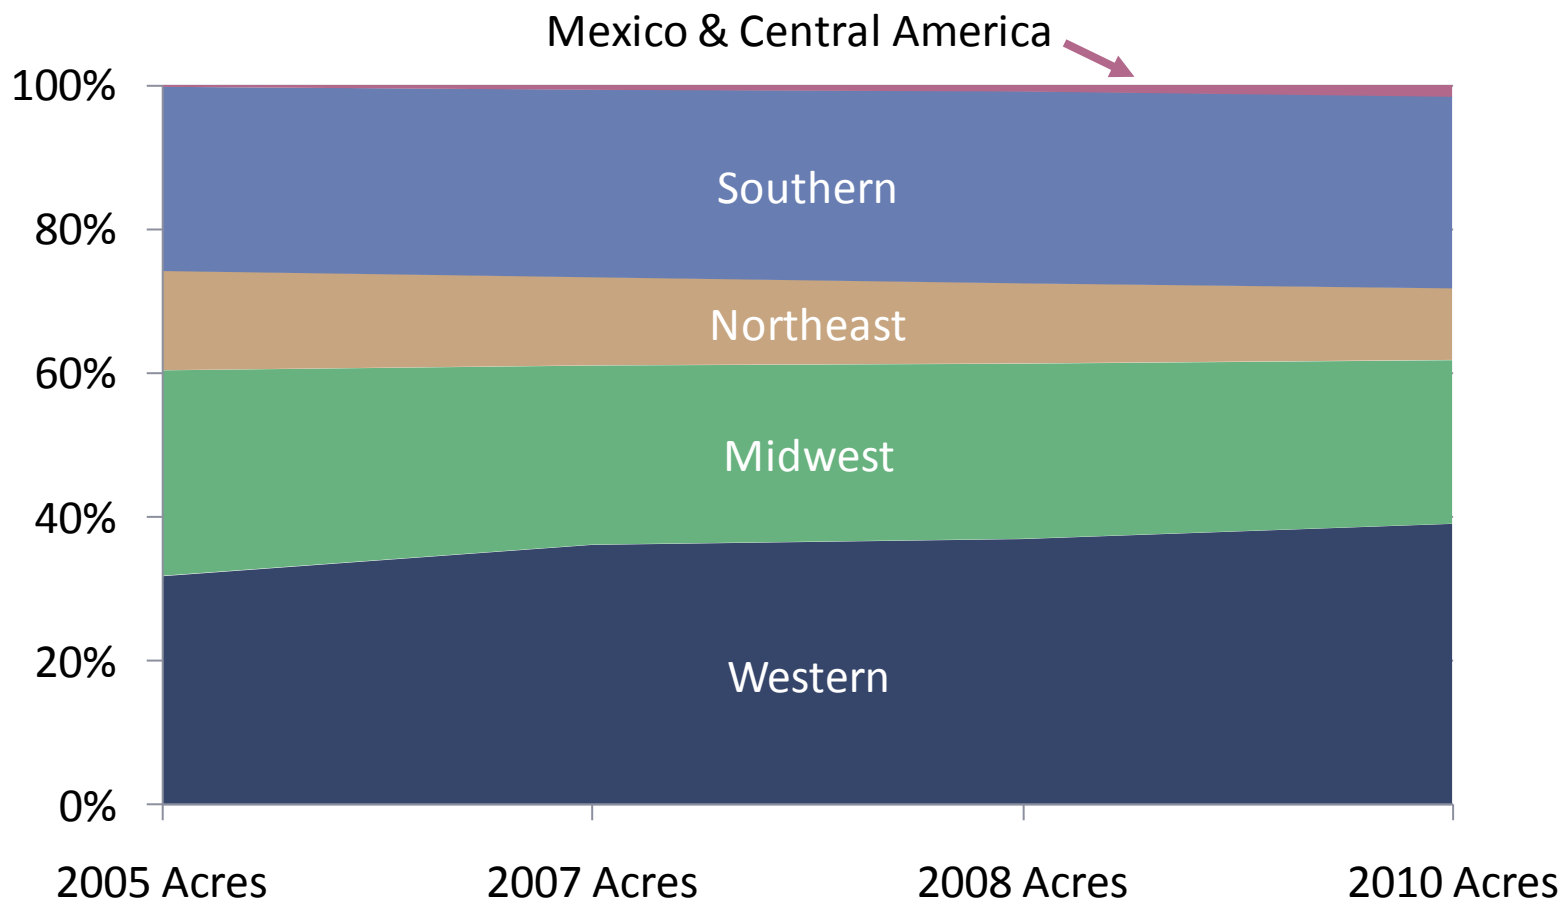 Mexico & Central America
100%
Southern
80%
Northeast
60%
Midwest
40%
20%
Western
0%
2005 Acres
2007 Acres
2008 Acres
2010 Acres